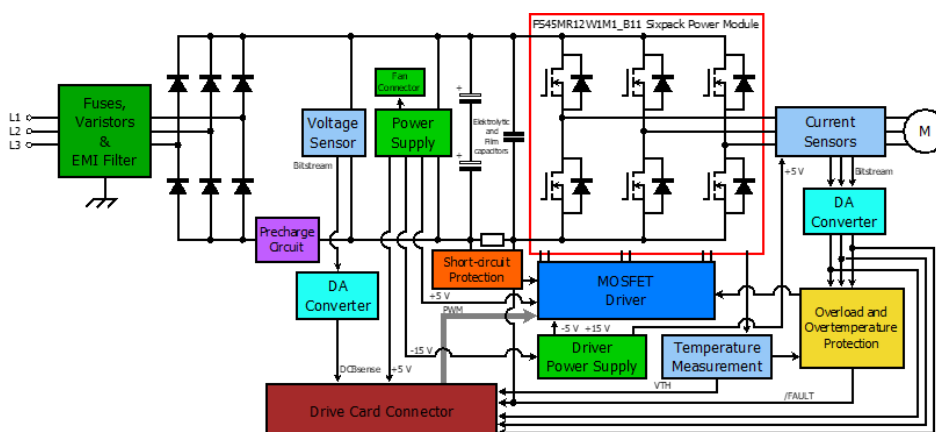 FS45MR12W1M1_B11 Sixpack Power Module
Fan
Connector
Fuses,
Varistors
&
EMI Filter
L1
L2
L3
Voltage
Sensor
Power
Supply
+
+
Elektrolytic
and
Film
capacitors
Current
Sensors
M
Bitstream
+5 V
Bitstream
DA
Converter
Precharge
Circuit
Short-circuit
Protection
MOSFET
Driver
DA
Converter
+5 V
PWM
Overload and
Overtemperature
Protection
-15 V
-5 V +15 V
Driver
Power Supply
Temperature
Measurement
DCBsense
+5 V
VTH
/FAULT
Drive Card Connector